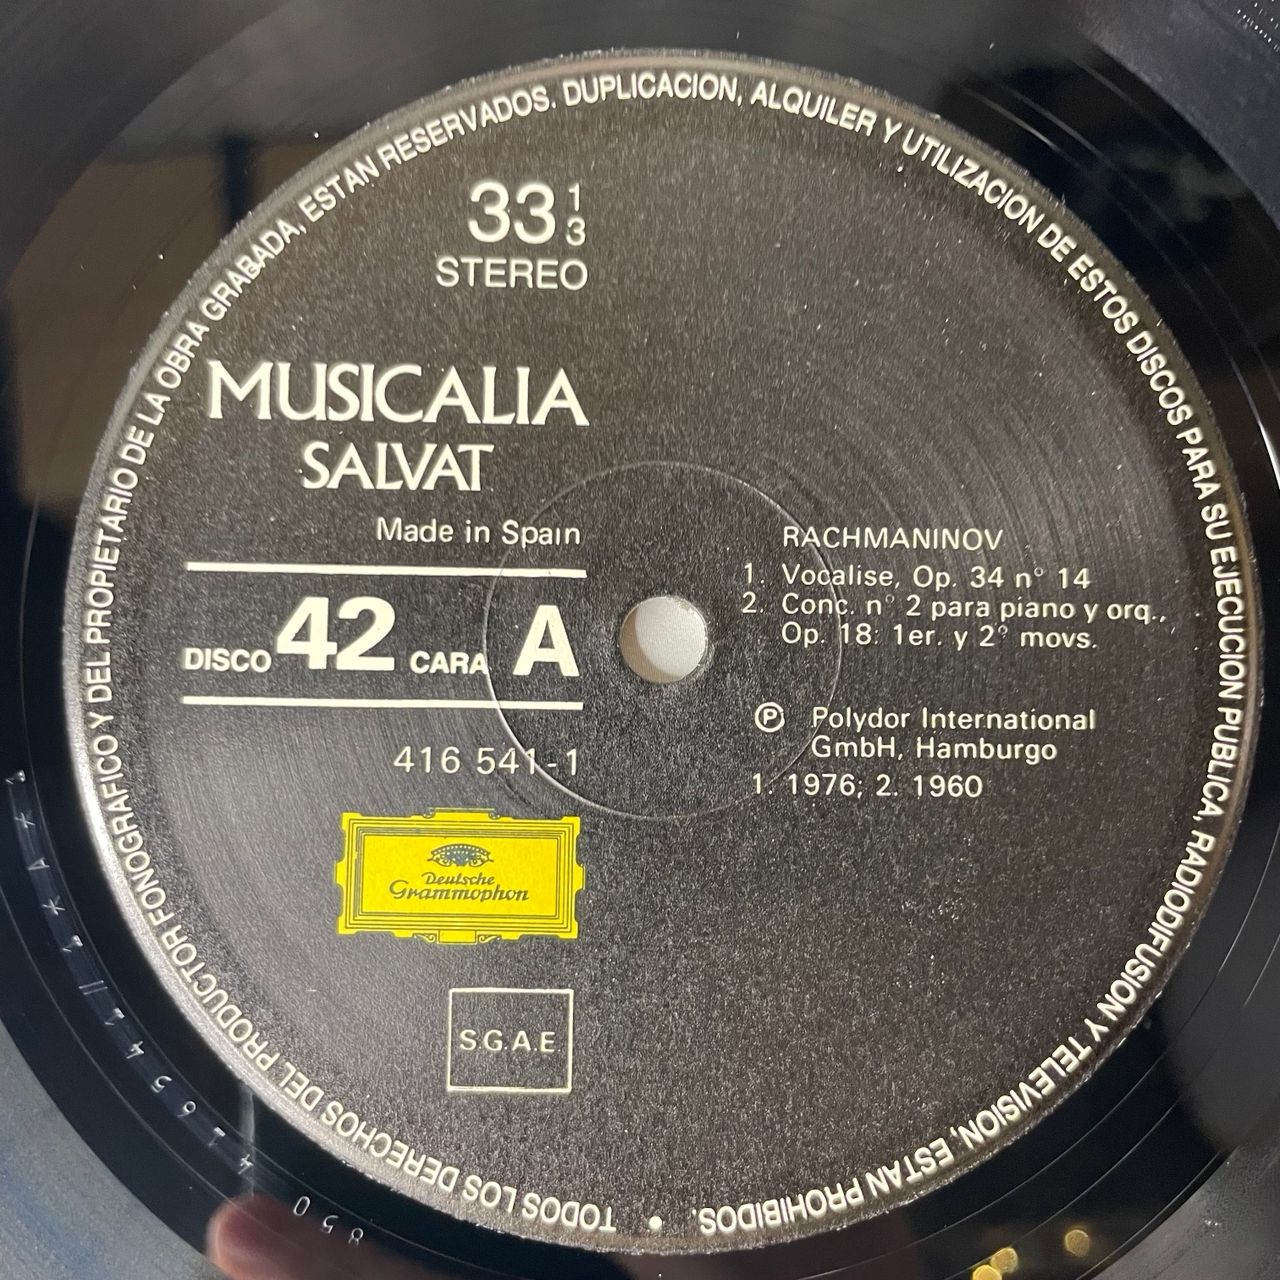 TODOS LOS DERECHOS DEL PRODUCTOR FONOGRAFICO Y DEL PROPIETARIO DE LA OBRA GRABADA, ESTAN RESERVADOS. DUPLICACION, ALQUILER Y UTILIZACION DE ESTOS DISCOS PARA SU EJECUCION PUBLICA, RADIODIFUSION Y TELEVISION, ESTAN PROHIBIDOS. •
33 1/3
STEREO
MUSICALIA
SALVAT
Made in Spain
DISCO 42 CARA A
416 541-1
Deutsche
Grammophon
S.G.A.E.
RACHMANINOV
1. Vocalise, Op. 34 n° 14
2. Conc. n° 2 para piano y orq.,
Op. 18: 1er. y 2° movs.
Ⓟ Polydor International
GmbH, Hamburgo
1. 1976; 2. 1960